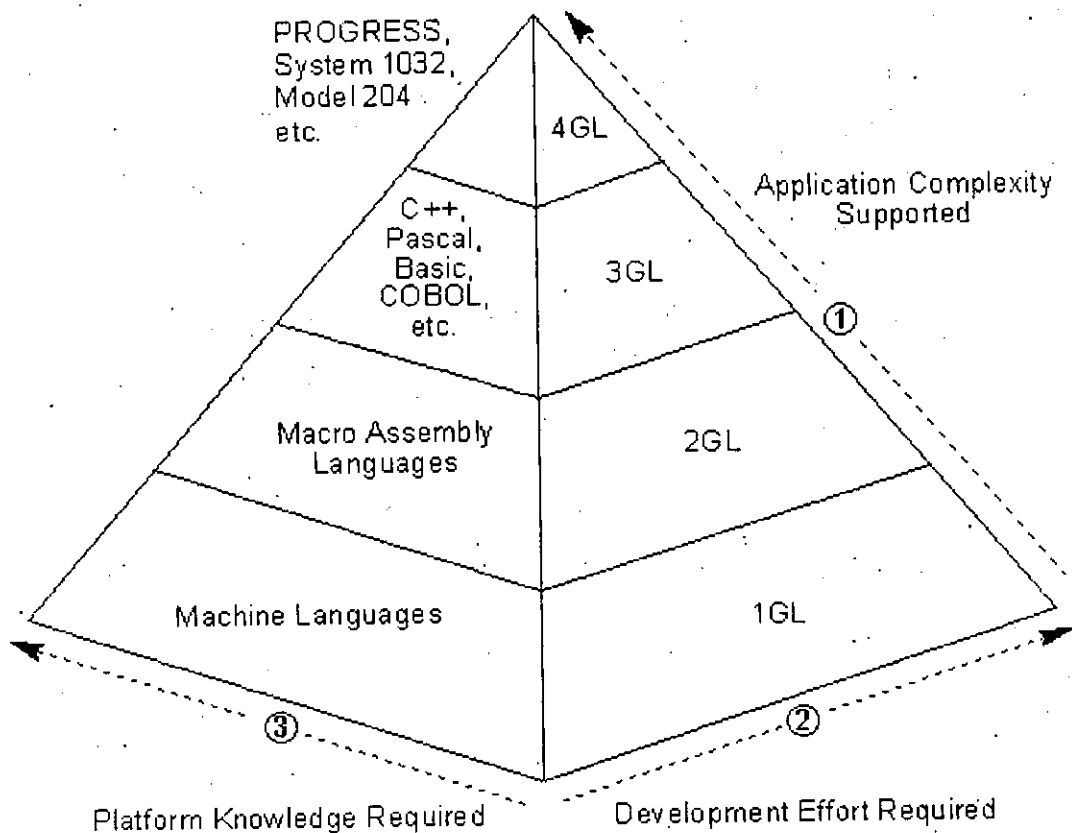 PROGRESS,
System 1032,
Model 204
etc.
4GL
Application Complexity
Supported
C++,
Pascal,
Basic,
COBOL,
etc.
3GL
①
Macro Assembly
Languages
2GL
Machine Languages
1GL
③
②
Platform Knowledge Required
Development Effort Required